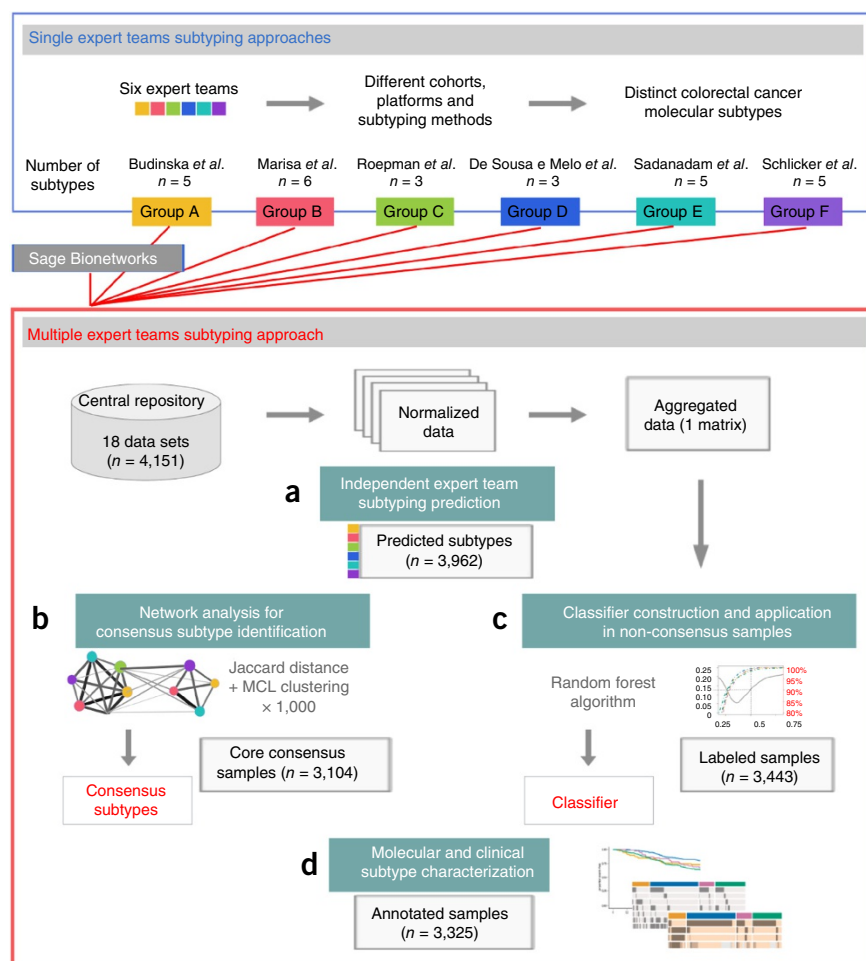 Single expert teams subtyping approaches
Six expert teams
Different cohorts,
platforms and
subtyping methods
Distinct colorectal cancer
molecular subtypes
Number of
subtypes
Budinska et al.
n = 5
Group A
Marisa et al.
n = 6
Group B
Roepman et al.
n = 3
Group C
De Sousa e Melo et al.
n = 3
Group D
Sadanadam et al.
n = 5
Group E
Schlicker et al.
n = 5
Group F
Sage Bionetworks
Multiple expert teams subtyping approach
Central repository
18 data sets
(n = 4,151)
Normalized
data
Aggregated
data (1 matrix)
a
Independent expert team
subtyping prediction
Predicted subtypes
(n = 3,962)
b
Network analysis for
consensus subtype identification
Jaccard distance
+ MCL clustering
× 1,000
Core consensus
samples (n = 3,104)
Consensus
subtypes
c
Classifier construction and application
in non-consensus samples
Random forest
algorithm
0.25
0.20
0.15
0.10
0
0.25
0.5
0.75
100%
95%
90%
85%
80%
Labeled samples
(n = 3,443)
Classifier
d
Molecular and clinical
subtype characterization
Annotated samples
(n = 3,325)